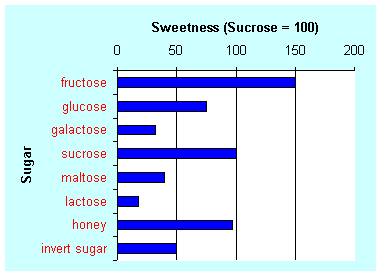 Sweetness (Sucrose = 100)
0 50 100 150 200
fructose
glucose
galactose
sucrose
maltose
lactose
honey
invert sugar
Sugar